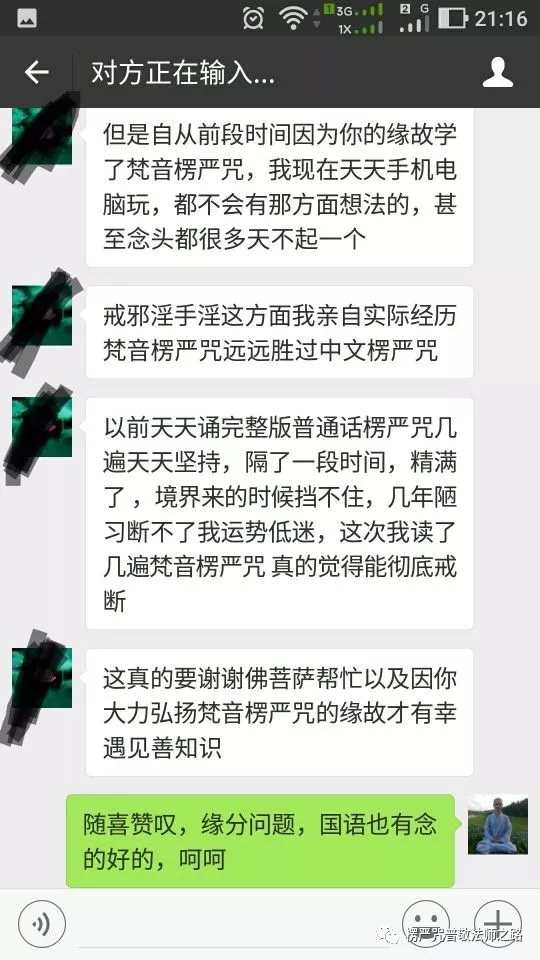 3G
1X
2 G
21:16
对方正在输入...
但是自从前段时间因为你的缘故学
了梵音楞严咒，我现在天天手机电
脑玩，都不会有那方面想法的，甚
至念头都很多天不起一个
戒邪淫手淫这方面我亲自实际经历
梵音楞严咒远远胜过中文楞严咒
以前天天诵完整版普通话楞严咒几
遍天天坚持，隔了一段时间，精满
了 ，境界来的时候挡不住，几年陋
习断不了我运势低迷，这次我读了
几遍梵音楞严咒 真的觉得能彻底戒
断
这真的要谢谢佛菩萨帮忙以及因你
大力弘扬梵音楞严咒的缘故才有幸
遇见善知识
随喜赞叹，缘分问题，国语也有念
的好的，呵呵
楞严咒普敬法师之路